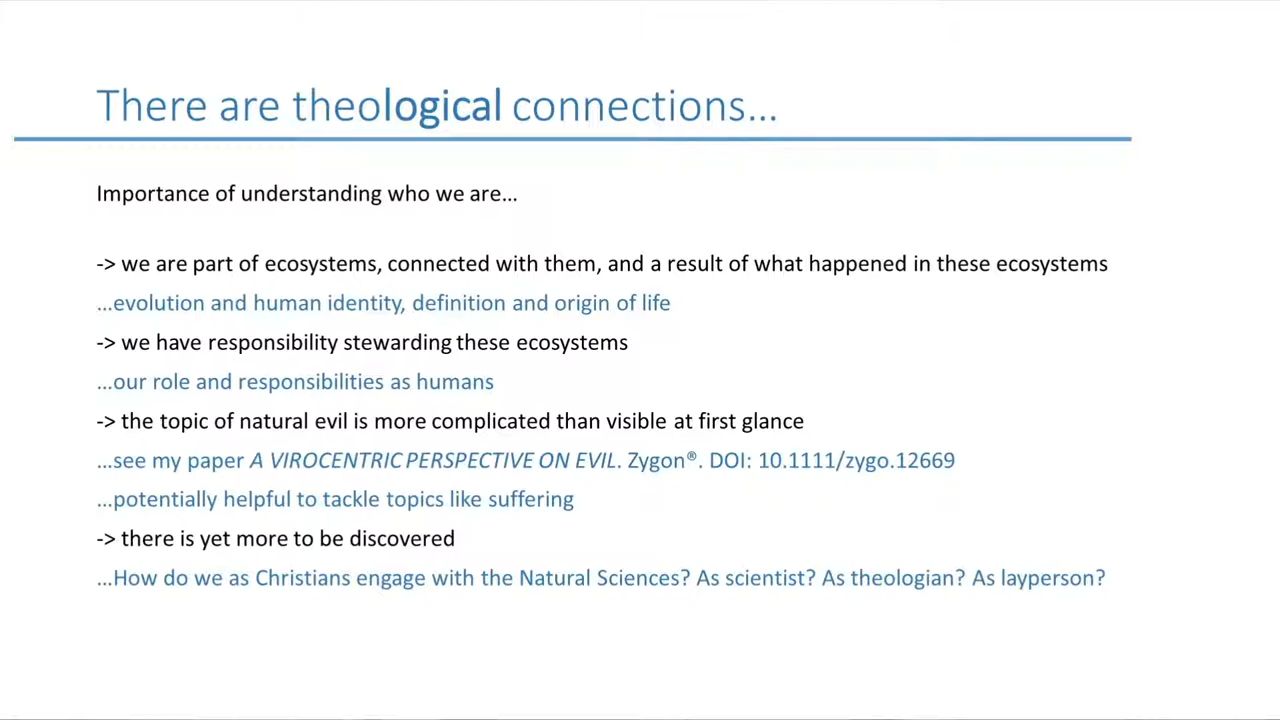 There are theological connections...
Importance of understanding who we are...
-> we are part of ecosystems, connected with them, and a result of what happened in these ecosystems
...evolution and human identity, definition and origin of life
-> we have responsibility stewarding these ecosystems
...our role and responsibilities as humans
-> the topic of natural evil is more complicated than visible at first glance
...see my paper A VIROCENTRIC PERSPECTIVE ON EVIL. Zygon®. DOI: 10.1111/zygo.12669
...potentially helpful to tackle topics like suffering
-> there is yet more to be discovered
...How do we as Christians engage with the Natural Sciences? As scientist? As theologian? As layperson?